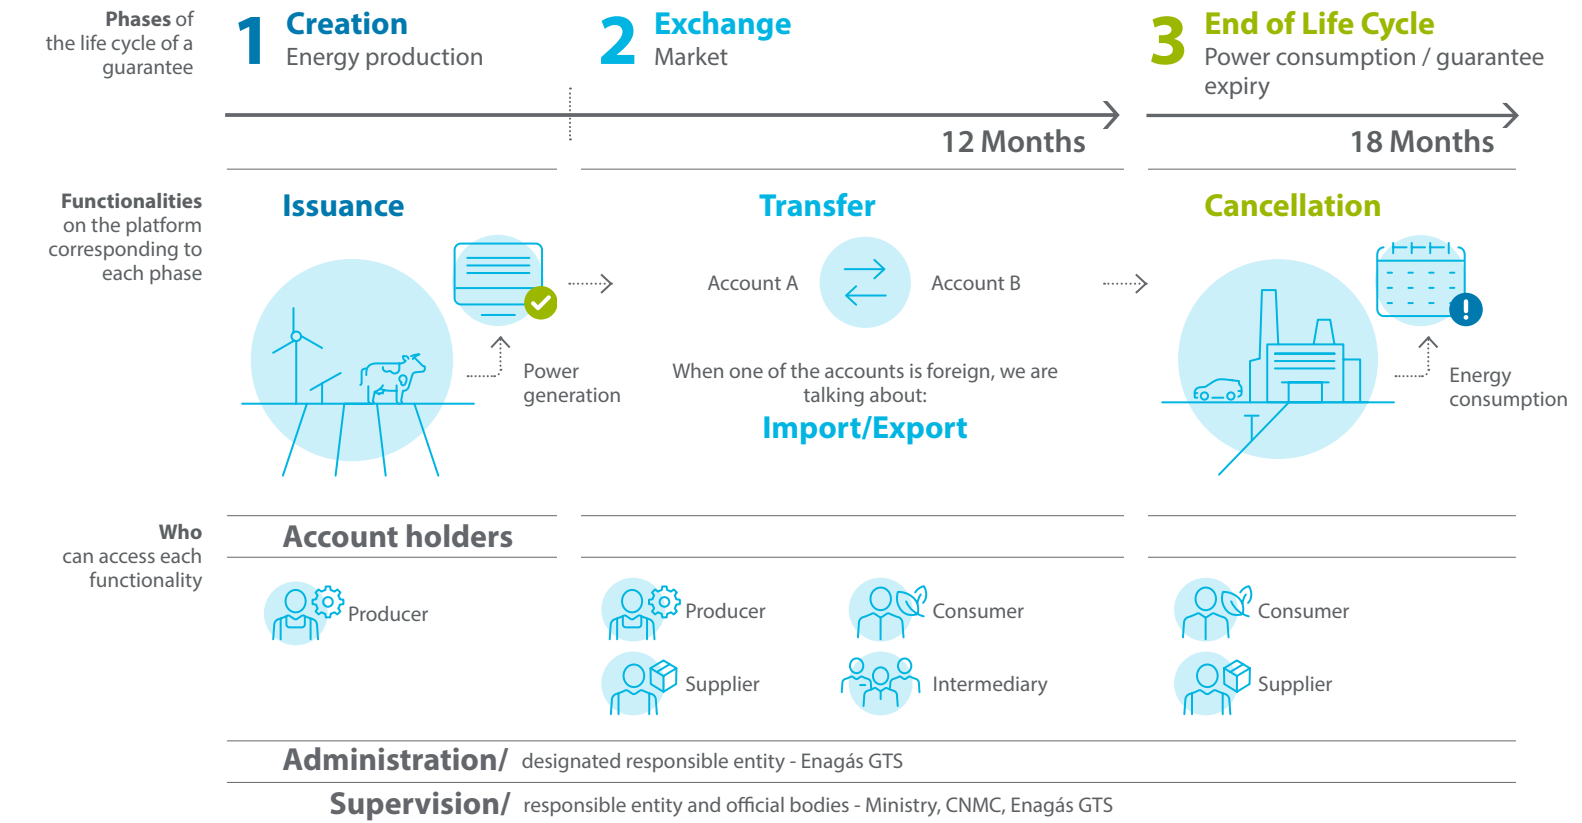 Phases of
the life cycle of a
guarantee
1 Creation
Energy production
2 Exchange
Market
3 End of Life Cycle
Power consumption / guarantee
expiry
12 Months
18 Months
Functionalities
on the platform
corresponding to
each phase
Issuance
Power
generation
Transfer
Account A
Account B
When one of the accounts is foreign, we are
talking about:
Import/Export
Cancellation
Energy
consumption
Who
can access each
functionality
Account holders
Producer
Producer
Consumer
Supplier
Intermediary
Consumer
Supplier
Administration/ designated responsible entity - Enagás GTS
Supervision/ responsible entity and official bodies - Ministry, CNMC, Enagás GTS